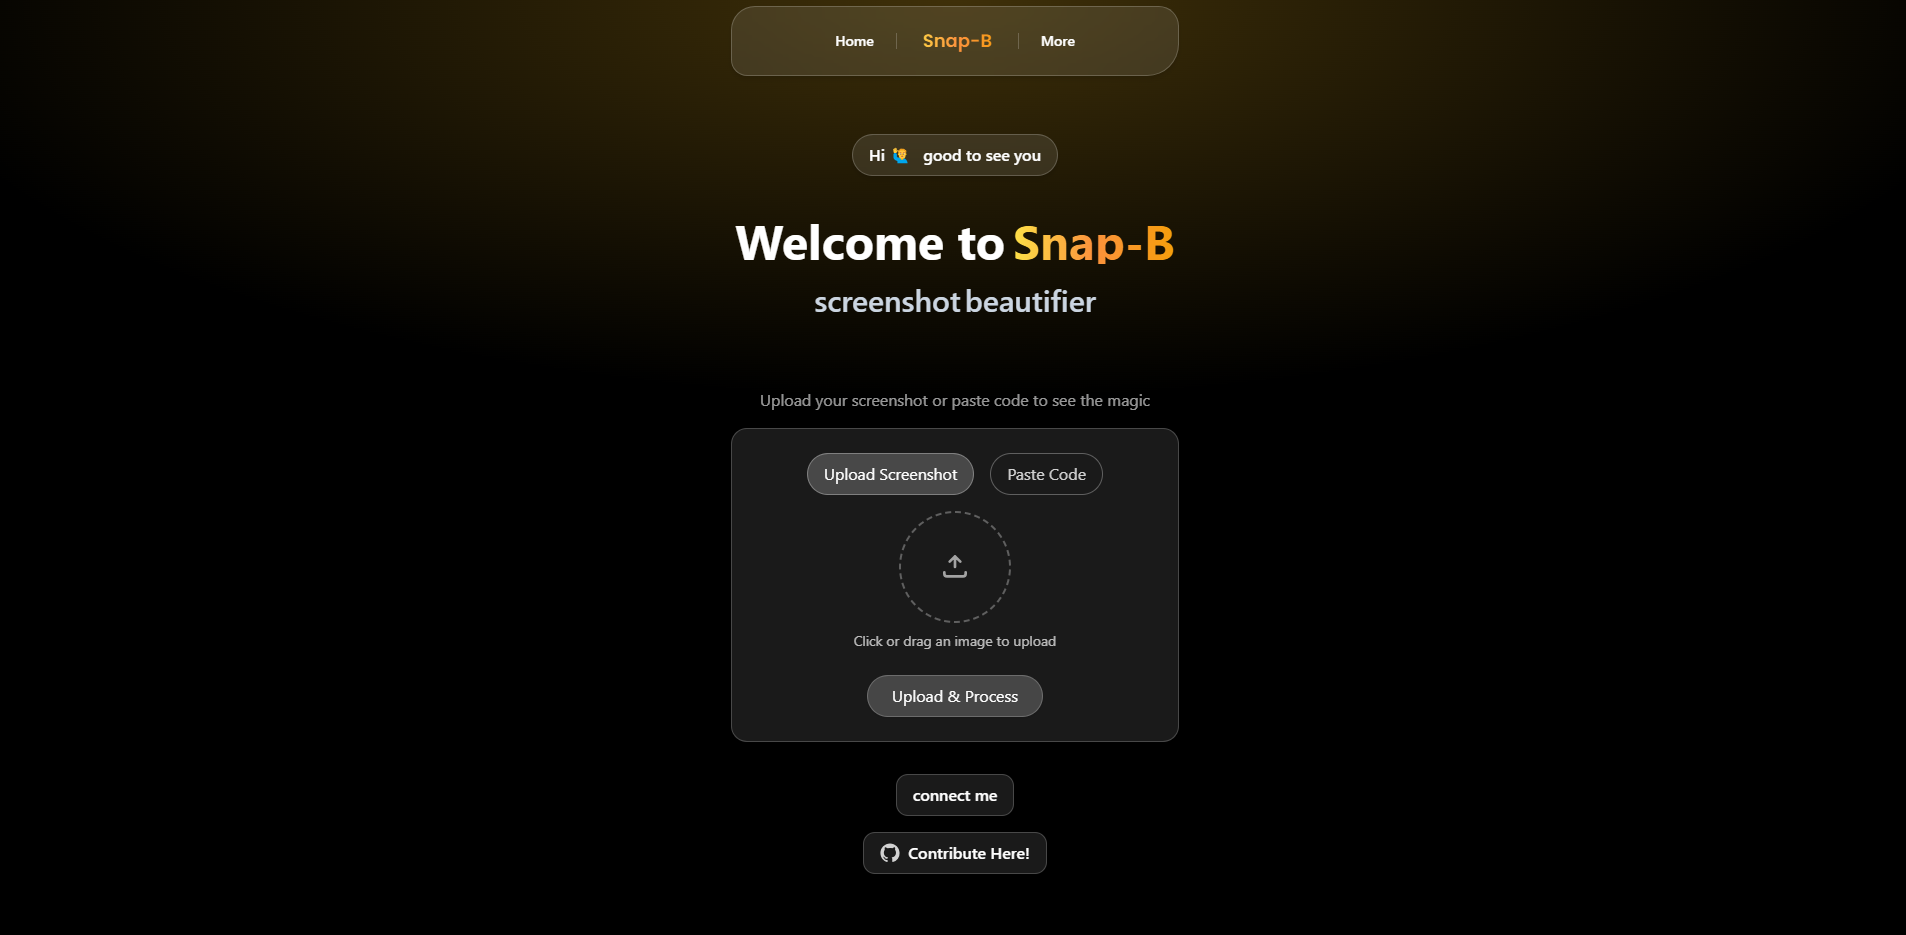 Home Snap-B More
Hi 🙋‍♂️ good to see you
Welcome to Snap-B
screenshot beautifier
Upload your screenshot or paste code to see the magic
Upload Screenshot Paste Code
Click or drag an image to upload
Upload & Process
connect me
Contribute Here!